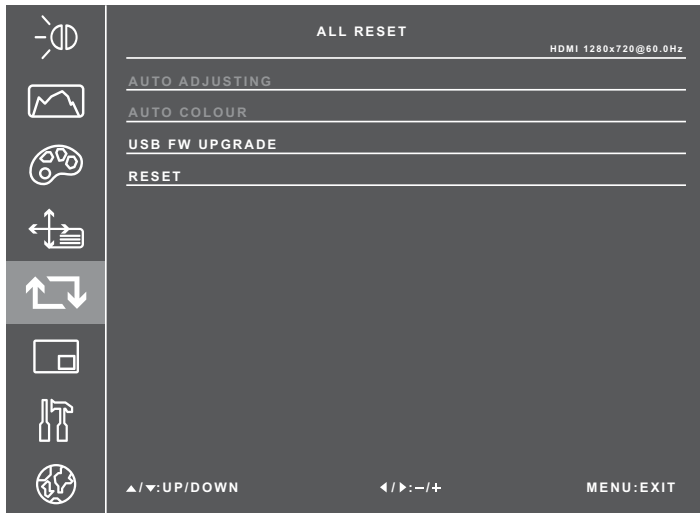 ALL RESET
HDMI 1280x720@60.0Hz
AUTO ADJUSTING
AUTO COLOUR
USB FW UPGRADE
RESET
▲/▼:UP/DOWN ◀/▶:−/+ MENU:EXIT